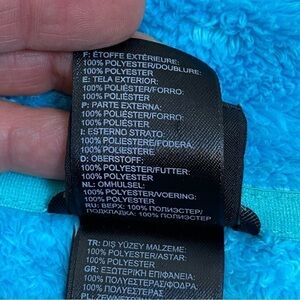 F: ÉTOFFE EXTÉRIEURE:
100% POLYESTER/DOUBLURE:
100% POLYESTER
E: TELA EXTERIOR:
100% POLIÉSTER/FORRO:
100% POLIÉSTER
P: PARTE EXTERNA:
100% POLIÉSTER/FORRO:
100% POLIÉSTER
I: ESTERNO STRATO:
100% POLIESTERE/FODERA:
100% POLIESTERE
D: OBERSTOFF:
100% POLYESTER/FUTTER:
100% POLYESTER
NL: OMHULSEL:
100% POLYESTER/VOERING:
100% POLYESTER
RU: ВЕРХ: 100% ПОЛИЭСТЕР/
ПОДКЛАДКА: 100% ПОЛИЭСТЕР
TR: DIŞ YÜZEY MALZEME:
100% POLYESTER/ASTAR:
100% POLYESTER
GR: ΕΞΩΤΕΡΙΚΗ ΕΠΙΦΑΝΕΙΑ:
100% ΠΟΛΥΕΣΤΕΡΑΣ/ΦΟΔΡΑ:
100% ΠΟΛΥΕΣΤΕΡΑΣ
PL: